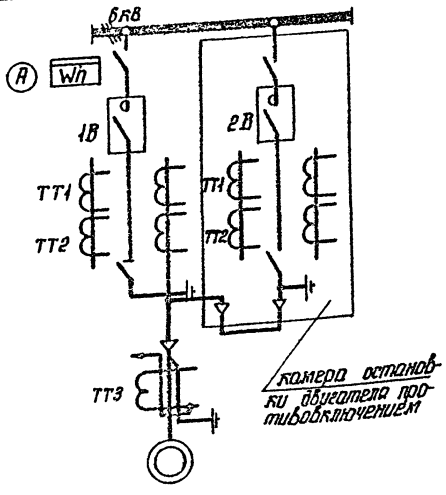 6кв
А
Wh
1В
2В
ТТ1
ТТ1
ТТ2
ТТ2
ТТ3
камера останов-
ки двигателя про-
тивовключением